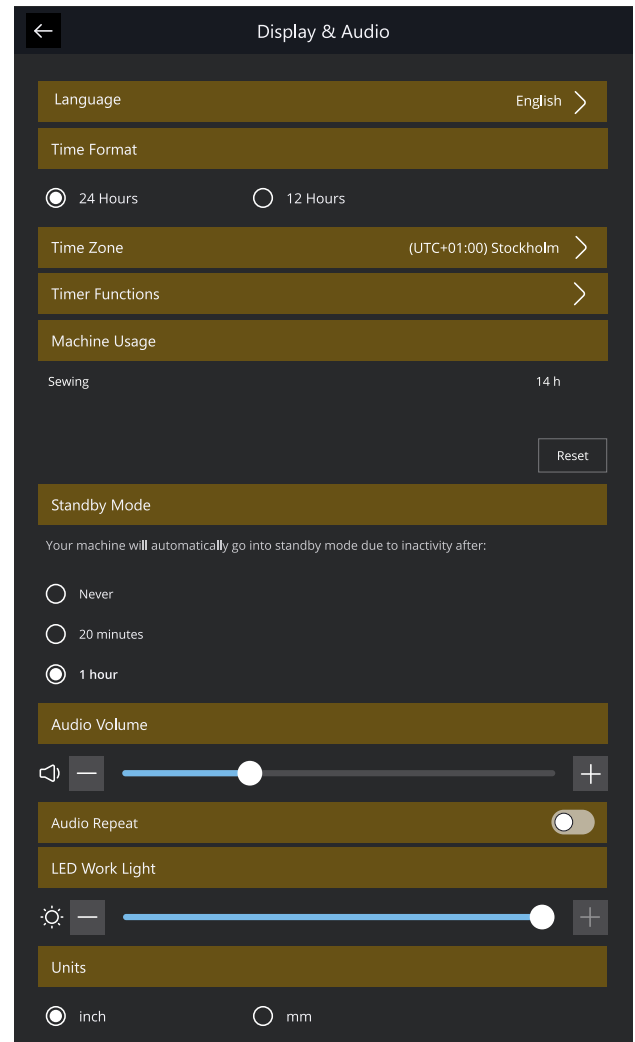 Display & Audio
Language English
Time Format
24 Hours 12 Hours
Time Zone (UTC+01:00) Stockholm
Timer Functions
Machine Usage
Sewing 14 h
Reset
Standby Mode
Your machine will automatically go into standby mode due to inactivity after:
Never
20 minutes
1 hour
Audio Volume
Audio Repeat
LED Work Light
Units
inch mm